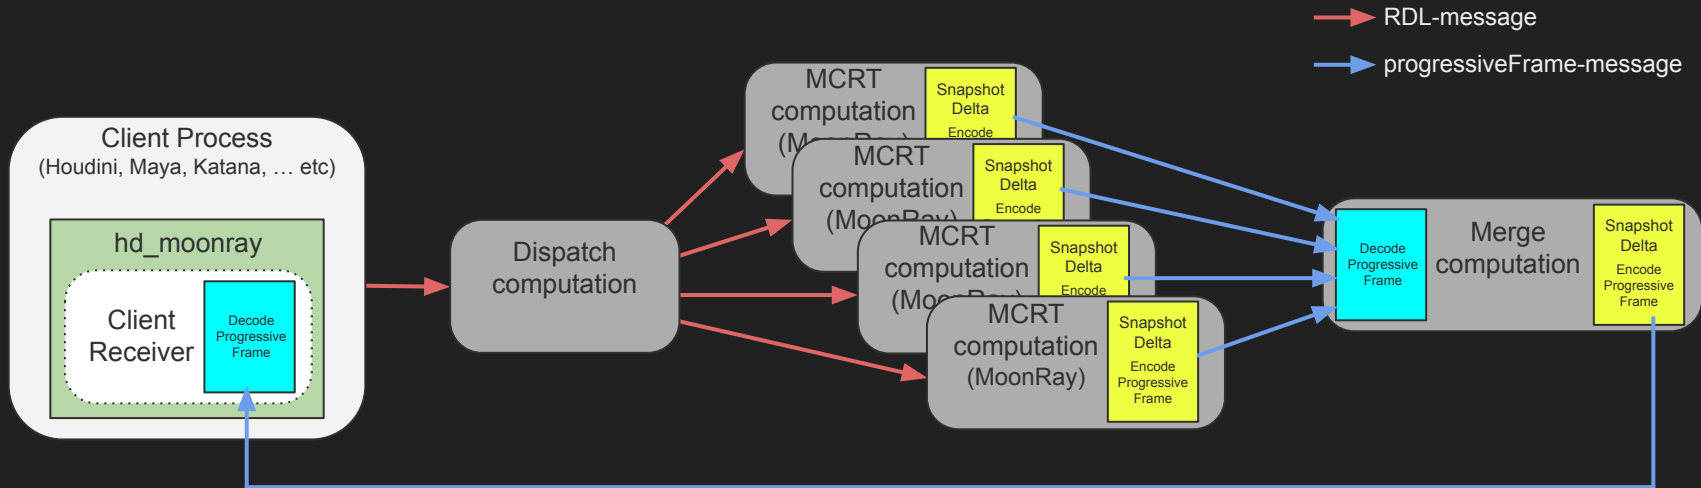 RDL-message
progressiveFrame-message
Client Process
(Houdini, Maya, Katana, … etc)
hd_moonray
Client
Receiver
Decode
Progressive
Frame
Dispatch
computation
MCRT
computation
(MoonRay)
Snapshot
Delta
Encode
MCRT
computation
(MoonRay)
Snapshot
Delta
Encode
MCRT
computation
(MoonRay)
Snapshot
Delta
Encode
MCRT
computation
(MoonRay)
Snapshot
Delta
Encode
Progressive
Frame
Decode
Progressive
Frame
Merge
computation
Snapshot
Delta
Encode
Progressive
Frame